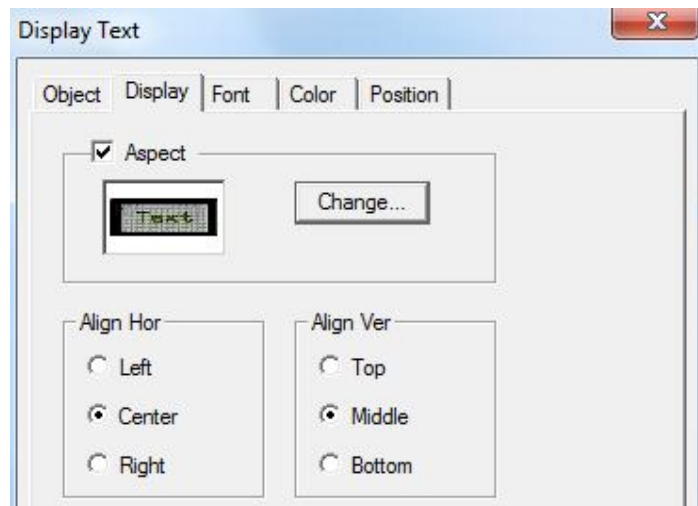 Display Text
Object Display Font Color Position
Aspect
Text
Change...
Align Hor
Left
Center
Right
Align Ver
Top
Middle
Bottom